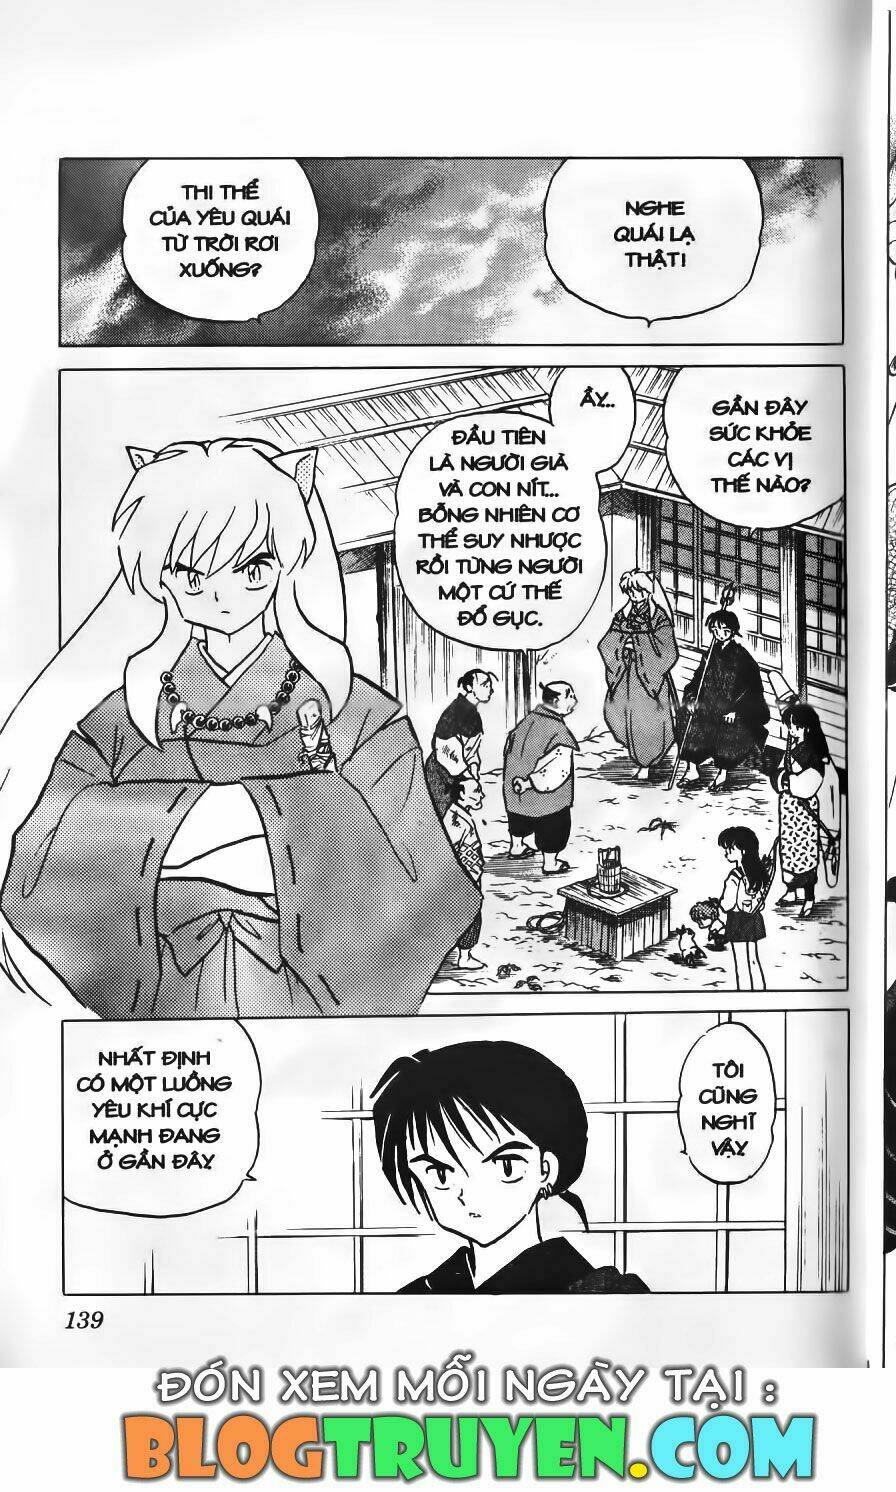 THI THỂ
CỦA YÊU QUÁI
TỪ TRỜI RƠI
XUỐNG?
NGHE
QUÁI LẠ
THẬT!
GẦN ĐÂY
SỨC KHỎE
CÁC VỊ
THẾ NÀO?
ẦY...
ĐẦU TIÊN
LÀ NGƯỜI GIÀ
VÀ CON NÍT...
BỖNG NHIÊN CƠ
THỂ SUY NHƯỢC
RỒI TỪNG NGƯỜI
MỘT CỨ THẾ
ĐỔ GỤC.
NHẤT ĐỊNH
CÓ MỘT LUỒNG
YÊU KHÍ CỰC
MẠNH ĐANG
Ở GẦN ĐÂY.
TÔI
CŨNG
NGHĨ
VẬY.
139
ĐÓN XEM MỖI NGÀY TẠI :
BLOGTRUYEN.COM